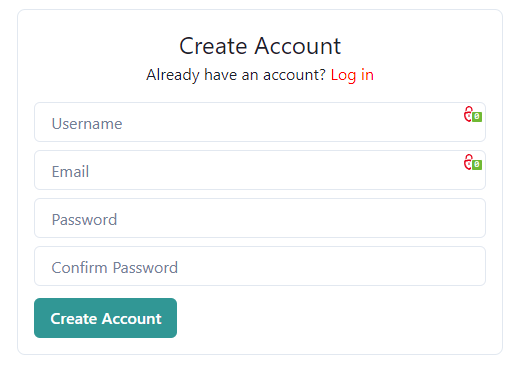 Create Account
Already have an account? Log in
Username
Email
Password
Confirm Password
Create Account